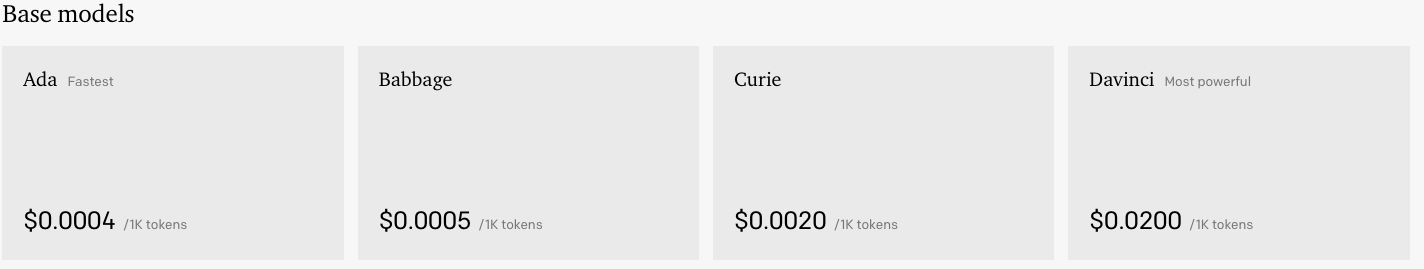 Base models
Ada Fastest
Babbage
Curie
Davinci Most powerful
$0.0004 /1K tokens
$0.0005 /1K tokens
$0.0020 /1K tokens
$0.0200 /1K tokens